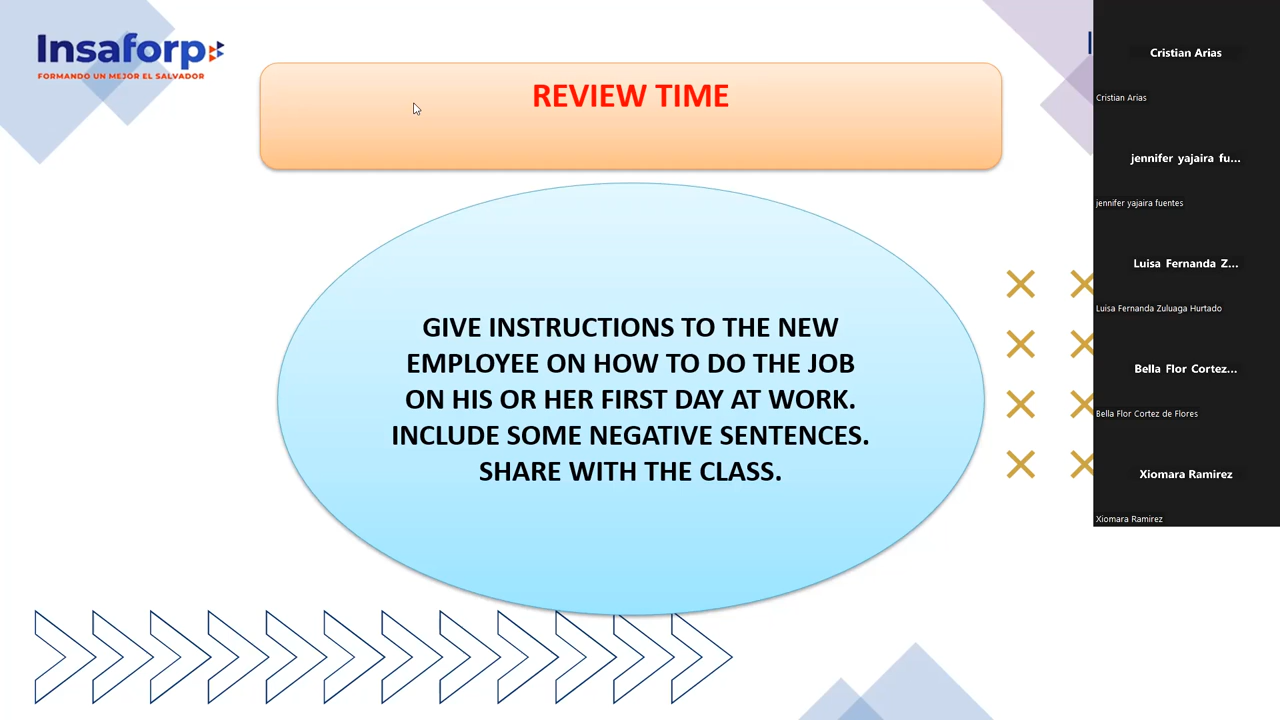 Insaforp
FORMANDO UN MEJOR EL SALVADOR
REVIEW TIME
GIVE INSTRUCTIONS TO THE NEW
EMPLOYEE ON HOW TO DO THE JOB
ON HIS OR HER FIRST DAY AT WORK.
INCLUDE SOME NEGATIVE SENTENCES.
SHARE WITH THE CLASS.
Cristian Arias
Cristian Arias
jennifer yajaira fu...
jennifer yajaira fuentes
Luisa Fernanda Z...
Luisa Fernanda Zuluaga Hurtado
Bella Flor Cortez...
Bella Flor Cortez de Flores
Xiomara Ramirez
Xiomara Ramirez